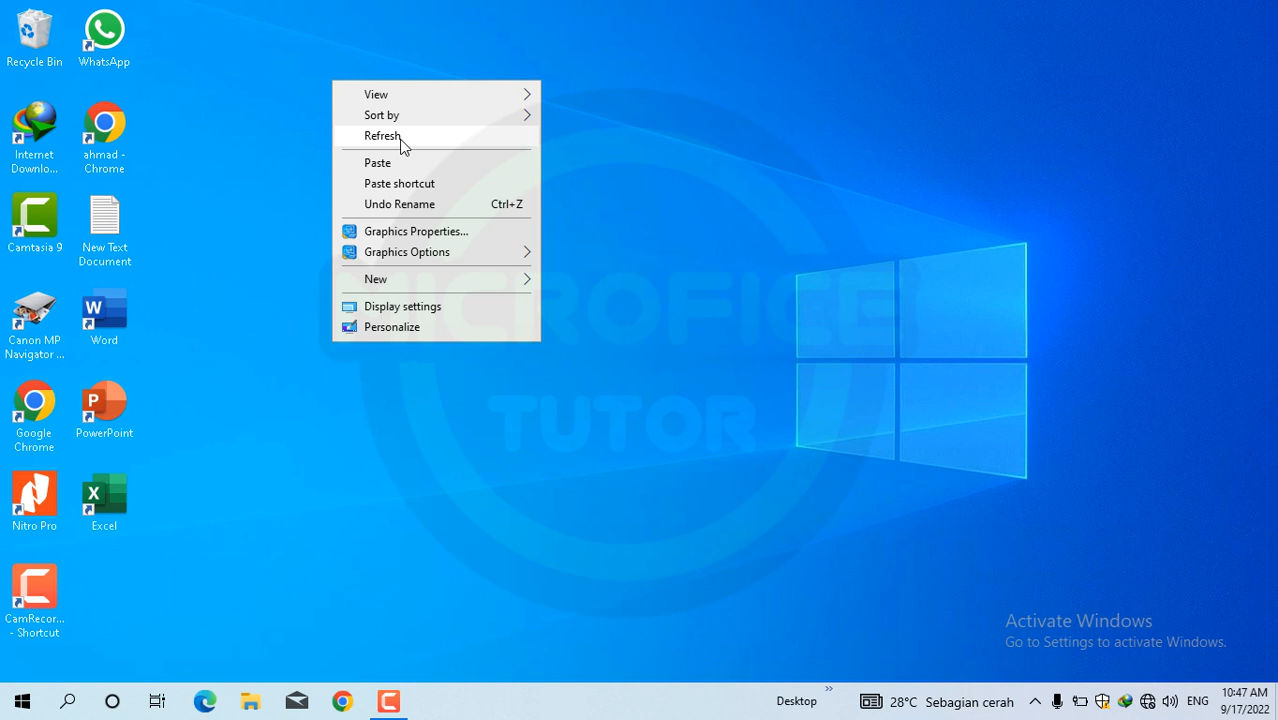 Recycle Bin
WhatsApp
Internet
Downlo...
ahmad -
Chrome
Camtasia 9
New Text
Document
Canon MP
Navigator ...
Word
Google
Chrome
PowerPoint
Nitro Pro
Excel
CamRecor...
- Shortcut
View
Sort by
Refresh
Paste
Paste shortcut
Undo Rename Ctrl+Z
Graphics Properties...
Graphics Options
New
Display settings
Personalize
MICROFICE
TUTOR
Activate Windows
Go to Settings to activate Windows.
Desktop
28°C Sebagian cerah
ENG
10:47 AM
9/17/2022